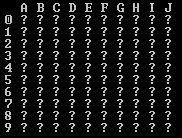 A B C D E F G H I J
0 ? ? ? ? ? ? ? ? ? ?
1 ? ? ? ? ? ? ? ? ? ?
2 ? ? ? ? ? ? ? ? ? ?
3 ? ? ? ? ? ? ? ? ? ?
4 ? ? ? ? ? ? ? ? ? ?
5 ? ? ? ? ? ? ? ? ? ?
6 ? ? ? ? ? ? ? ? ? ?
7 ? ? ? ? ? ? ? ? ? ?
8 ? ? ? ? ? ? ? ? ? ?
9 ? ? ? ? ? ? ? ? ? ?